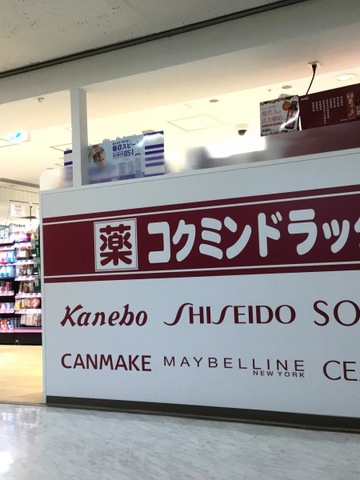 薬 コクミンドラッ
Kanebo SHISEIDO SO
CANMAKE MAYBELLINE CE
NEW YORK